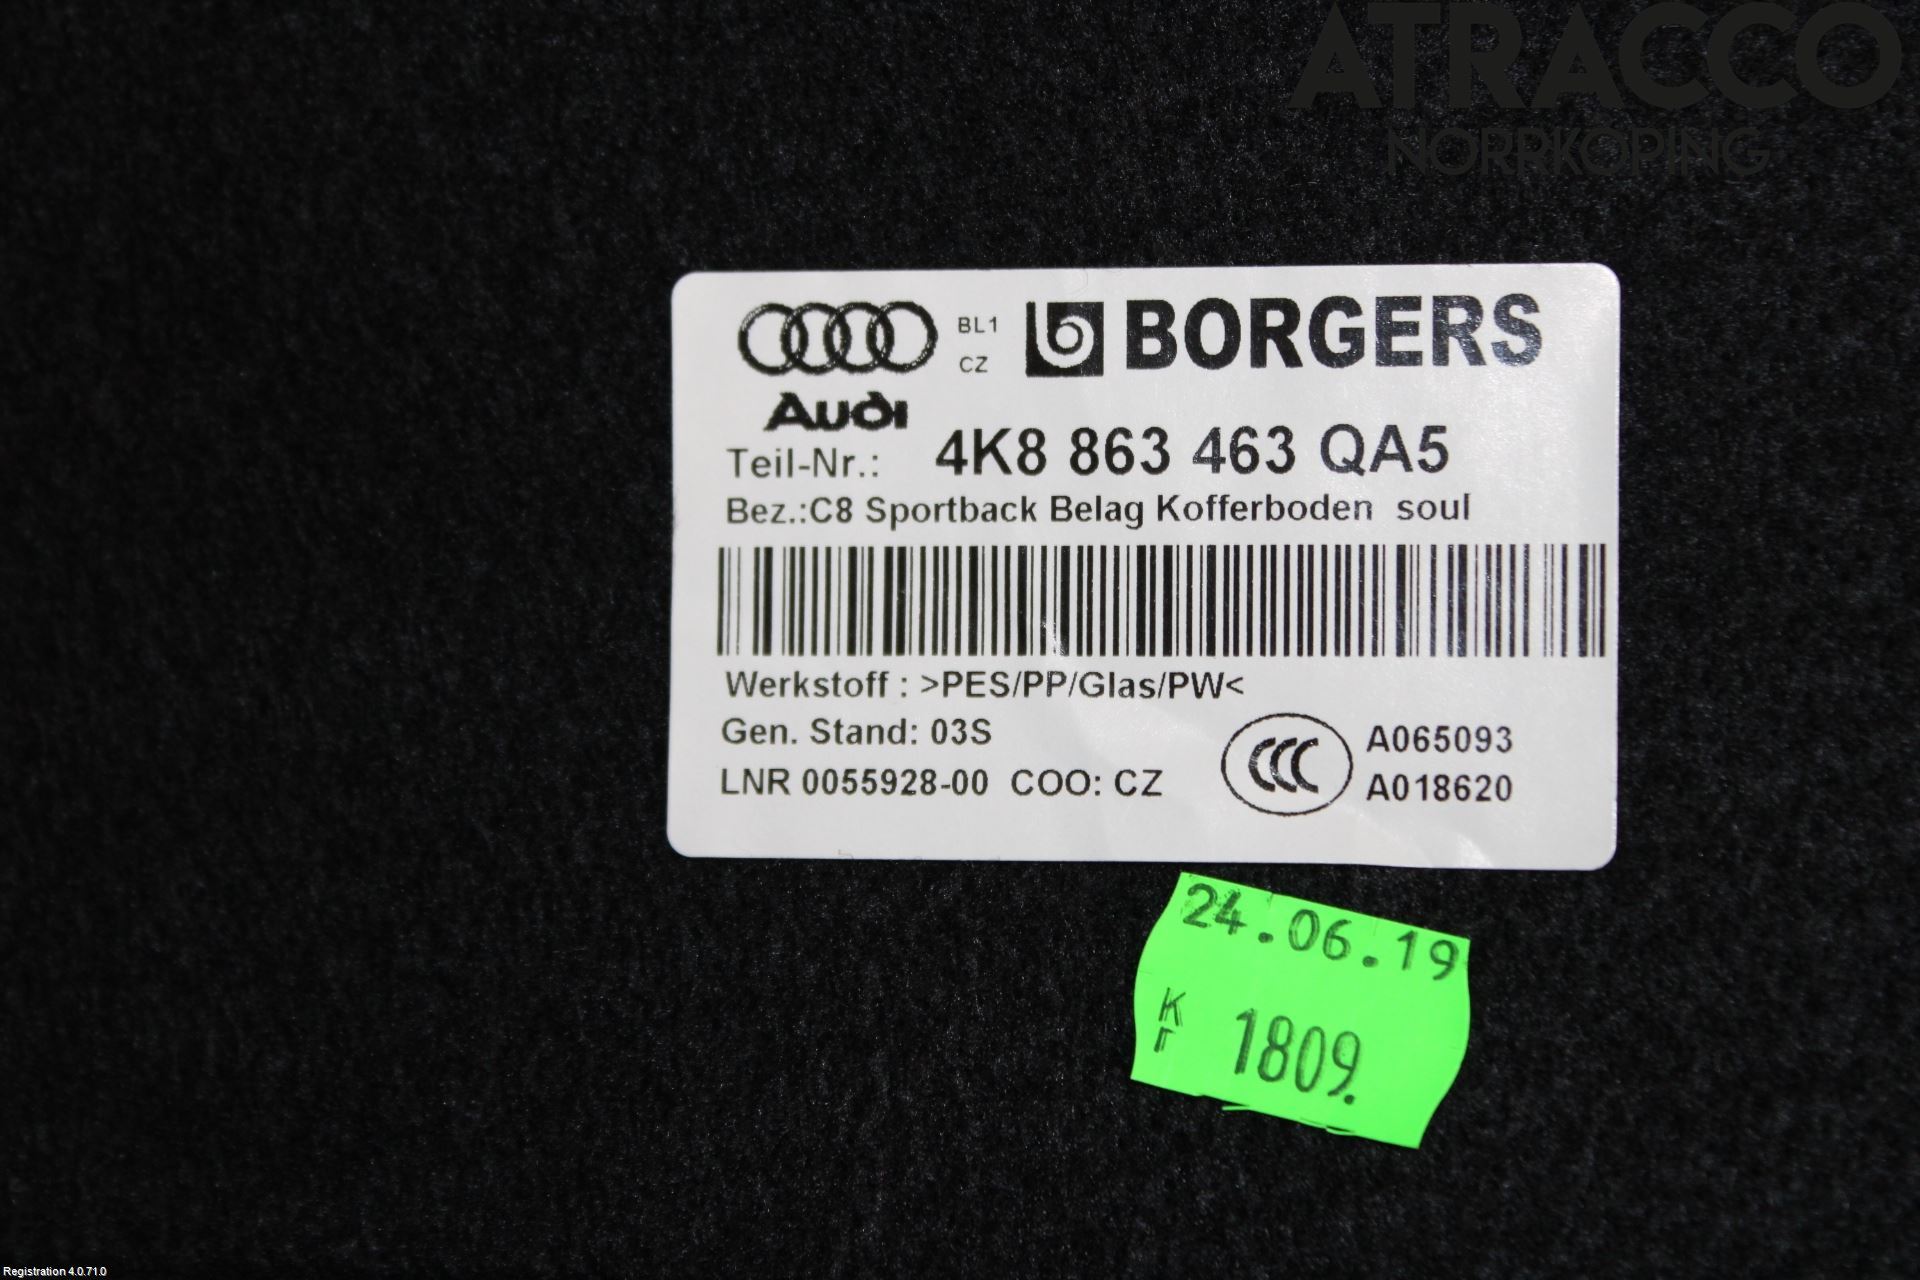 ATRACCO
NORRKÖPING
BL1
CZ
BORGERS
Audi
Teil-Nr.: 4K8 863 463 QA5
Bez.:C8 Sportback Belag Kofferboden soul
Werkstoff : >PES/PP/Glas/PW<
Gen. Stand: 03S
LNR 0055928-00 COO: CZ
CCC
A065093
A018620
24.06.19
Kr 1809.
Registration 4.0.71.0